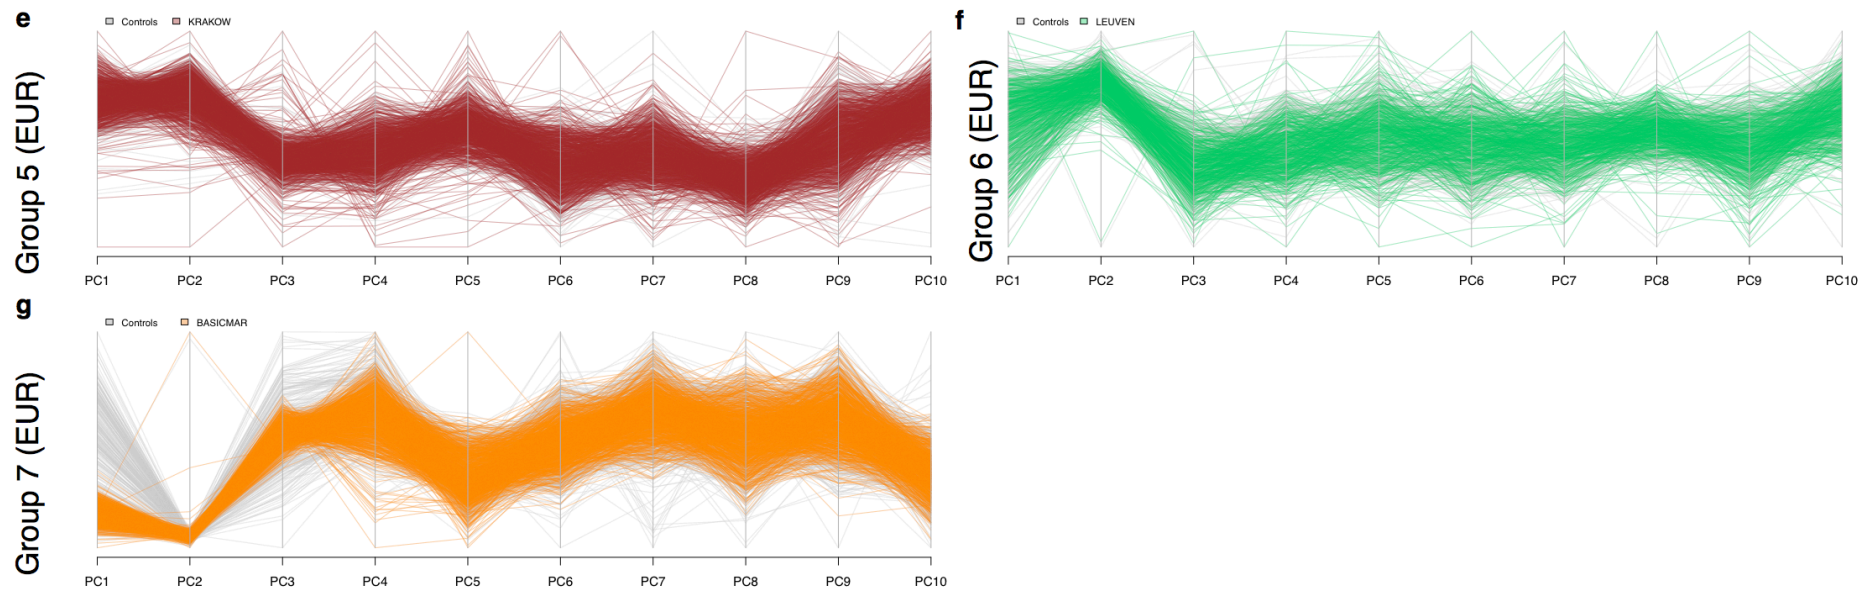 e
Controls KRAKOW
Group 5 (EUR)
PC1 PC2 PC3 PC4 PC5 PC6 PC7 PC8 PC9 PC10
f
Controls LEUVEN
Group 6 (EUR)
PC1 PC2 PC3 PC4 PC5 PC6 PC7 PC8 PC9 PC10
g
Controls BASICMAR
Group 7 (EUR)
PC1 PC2 PC3 PC4 PC5 PC6 PC7 PC8 PC9 PC10